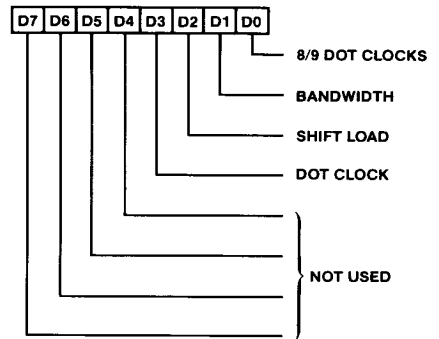 D7 D6 D5 D4 D3 D2 D1 D0
8/9 DOT CLOCKS
BANDWIDTH
SHIFT LOAD
DOT CLOCK
NOT USED